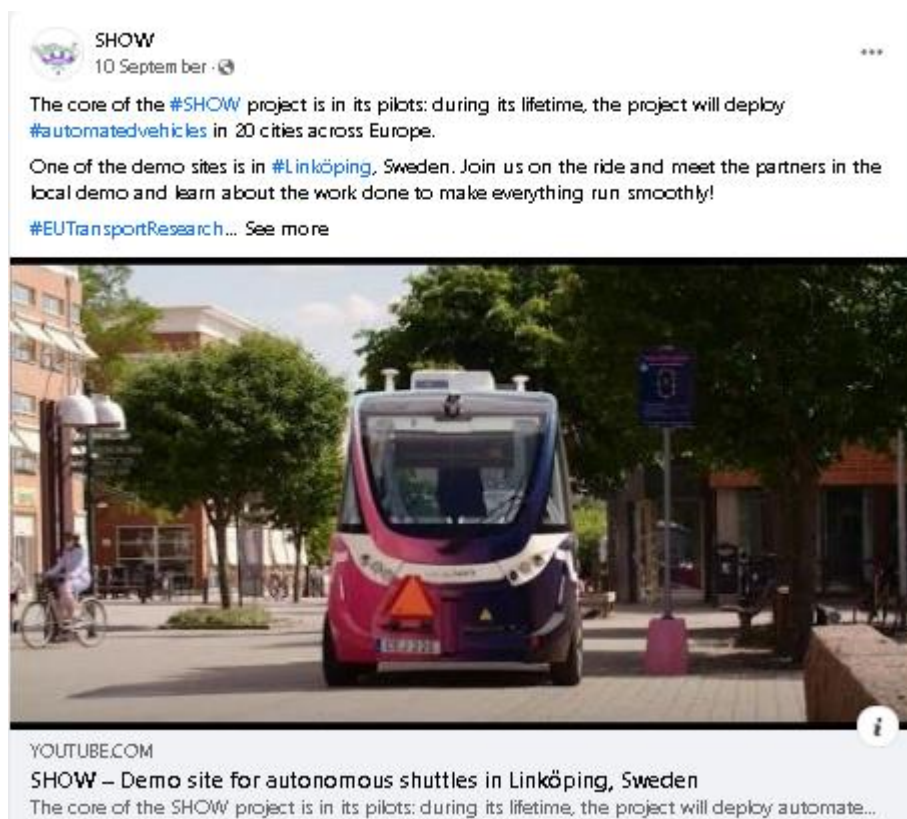 SHOW
10 September ·
The core of the #SHOW project is in its pilots: during its lifetime, the project will deploy
#automatedvehicles in 20 cities across Europe.
One of the demo sites is in #Linköping, Sweden. Join us on the ride and meet the partners in the
local demo and learn about the work done to make everything run smoothly!
#EUTransportResearch... See more
i
YOUTUBE.COM
SHOW – Demo site for autonomous shuttles in Linköping, Sweden
The core of the SHOW project is in its pilots: during its lifetime, the project will deploy automate...